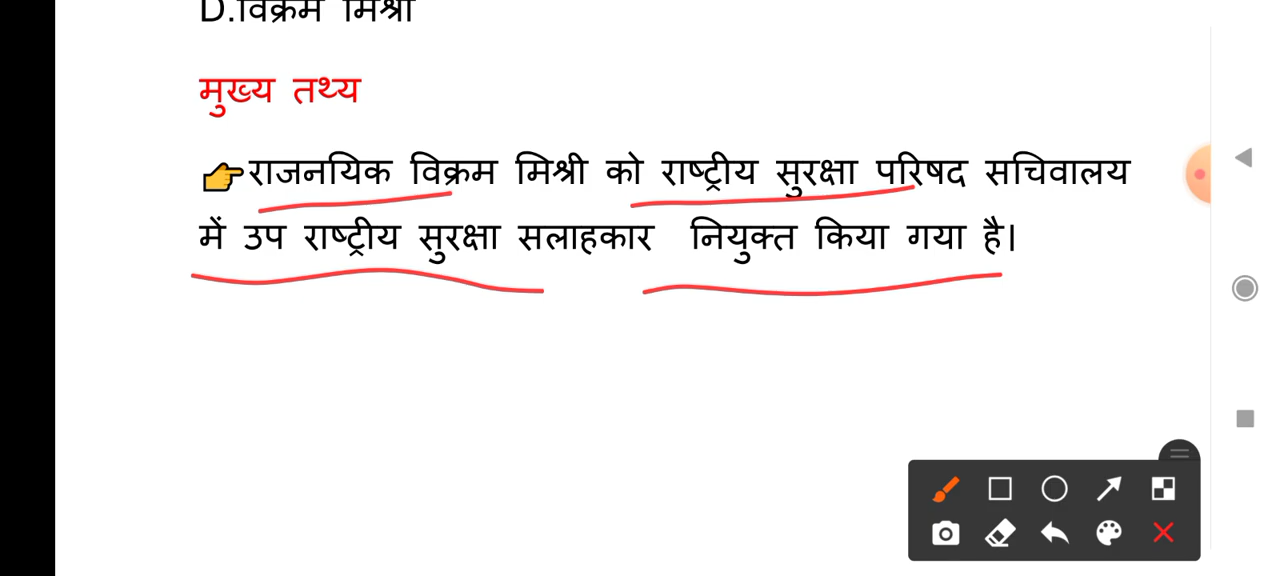 D.विक्रम मिश्री
मुख्य तथ्य
👉राजनयिक विक्रम मिश्री को राष्ट्रीय सुरक्षा परिषद सचिवालय
में उप राष्ट्रीय सुरक्षा सलाहकार नियुक्त किया गया है।